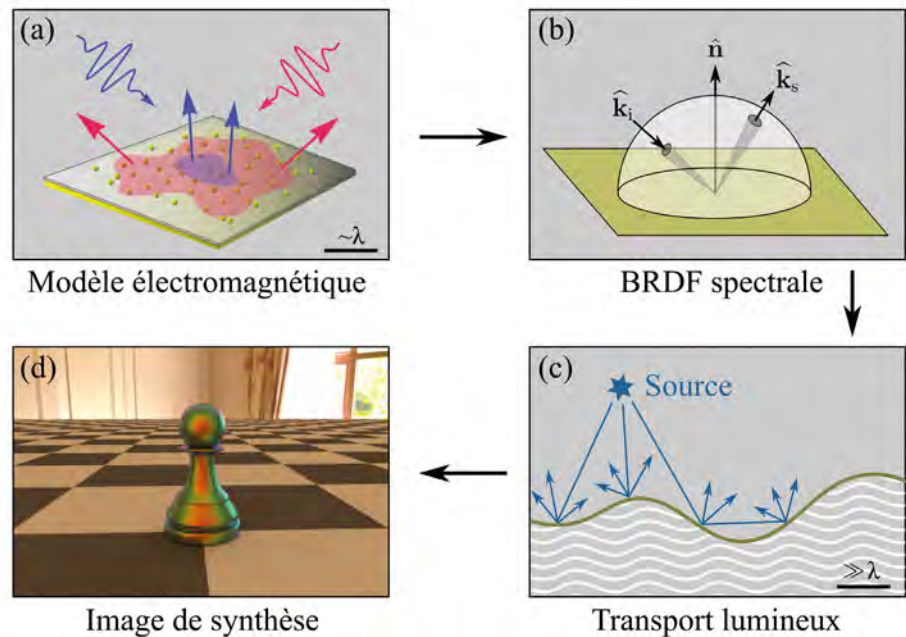 (a)
~λ
Modèle électromagnétique
(b)
n̂
k̂i
k̂s
BRDF spectrale
(d)
Image de synthèse
(c)
Source
≫λ
Transport lumineux